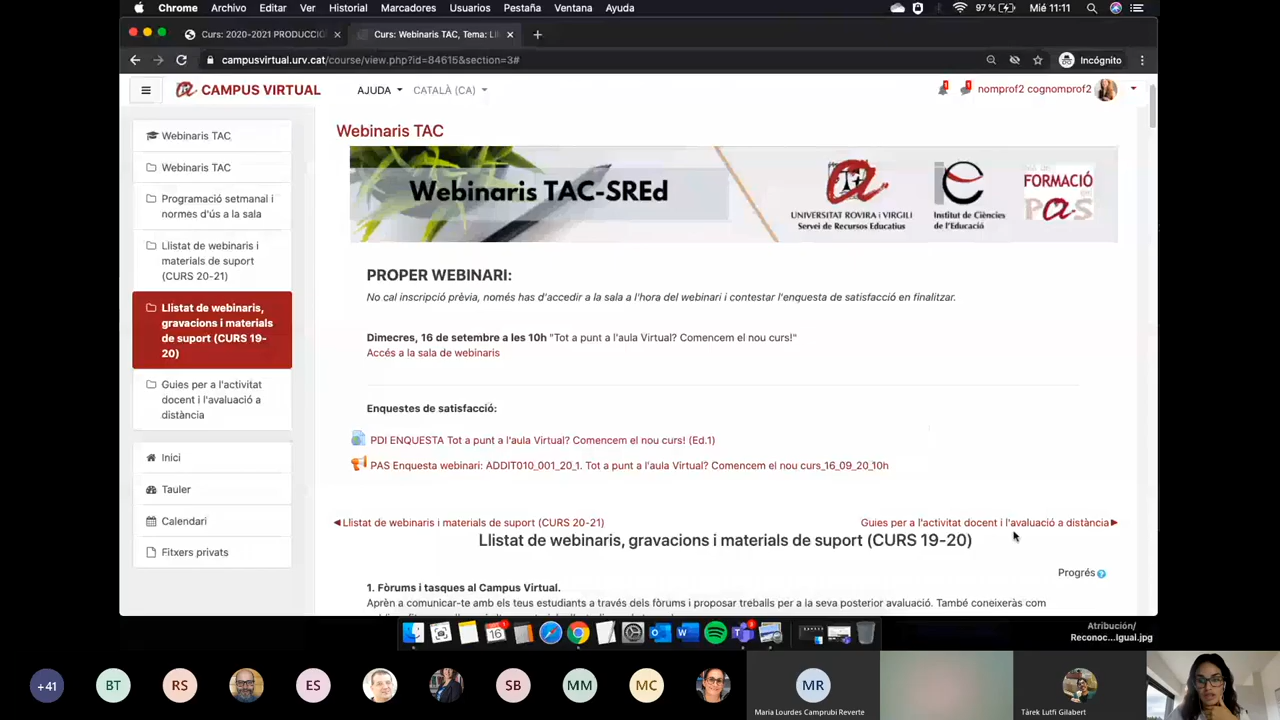 Chrome Archivo Editar Ver Historial Marcadores Usuarios Pestaña Ventana Ayuda 97 % Mié 11:11
Curs: 2020-2021 PRODUCCIÓ × Curs: Webinaris TAC, Tema: Ll × +
campusvirtual.urv.cat/course/view.php?id=84615&section=3# Incógnito
CAMPUS VIRTUAL AJUDA CATALÀ (CA) nomprof2 cognomprof2
Webinaris TAC
Webinaris TAC
Programació setmanal i
normes d'ús a la sala
Llistat de webinaris i
materials de suport
(CURS 20-21)
Llistat de webinaris,
gravacions i materials
de suport (CURS 19-
20)
Guies per a l'activitat
docent i l'avaluació a
distància
Inici
Tauler
Calendari
Fitxers privats
Webinaris TAC
Webinaris TAC-SREd
UNIVERSITAT ROVIRA i VIRGILI
Servei de Recursos Educatius
Institut de Ciències
de l'Educació
FORMACIÓ
PAS
PROPER WEBINARI:
No cal inscripció prèvia, només has d'accedir a la sala a l'hora del webinari i contestar l'enquesta de satisfacció en finalitzar.
Dimecres, 16 de setembre a les 10h "Tot a punt a l'aula Virtual? Comencem el nou curs!"
Accés a la sala de webinaris
Enquestes de satisfacció:
PDI ENQUESTA Tot a punt a l'aula Virtual? Comencem el nou curs! (Ed.1)
PAS Enquesta webinari: ADDIT010_001_20_1. Tot a punt a l'aula Virtual? Comencem el nou curs_16_09_20_10h
◀Llistat de webinaris i materials de suport (CURS 20-21) Guies per a l'activitat docent i l'avaluació a distància▶
Llistat de webinaris, gravacions i materials de suport (CURS 19-20)
Progrés
1. Fòrums i tasques al Campus Virtual.
Aprèn a comunicar-te amb els teus estudiants a través dels fòrums i proposar treballs per a la seva posterior avaluació. També coneixeràs com
16
Atribución/
Reconoc...Igual.jpg
+41 BT RS ES SB MM MC MR
Maria Lourdes Camprubí Reverte
Tàrek Lutfi Gilabert